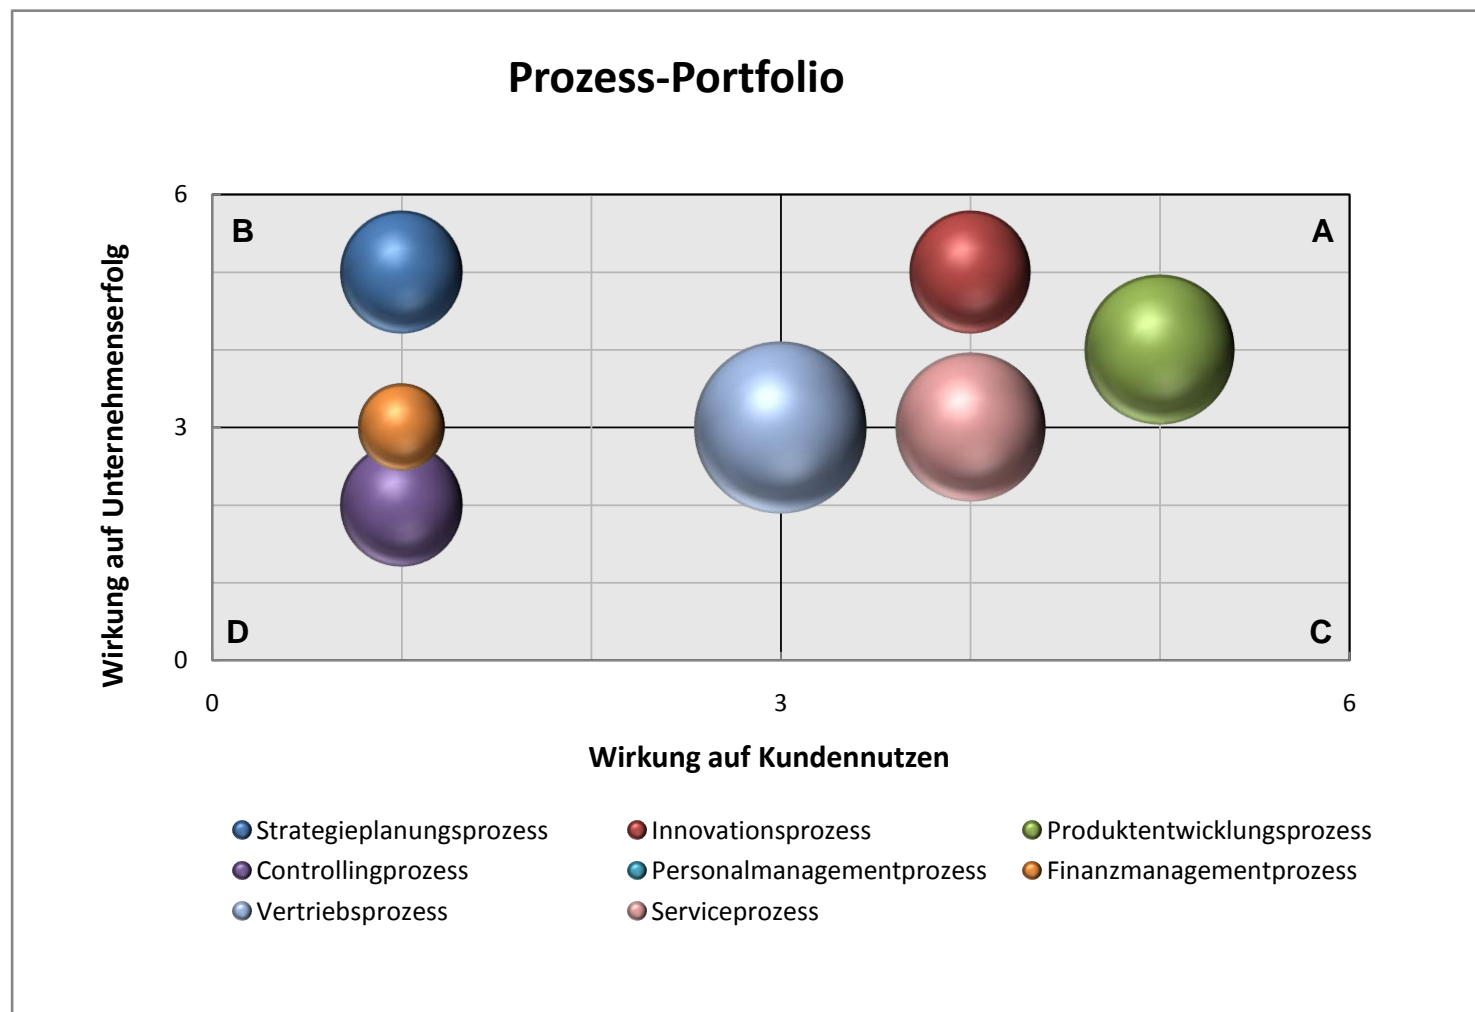 Prozess-Portfolio
6
B
A
Wirkung auf Unternehmenserfolg
3
D
C
0
0 3 6
Wirkung auf Kundennutzen
Strategieplanungsprozess Innovationsprozess Produktentwicklungsprozess
Controllingprozess Personalmanagementprozess Finanzmanagementprozess
Vertriebsprozess Serviceprozess